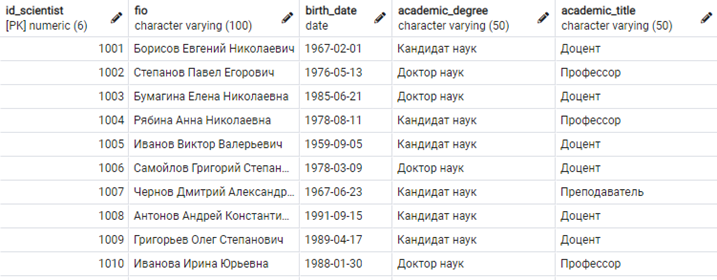 id_scientist fio birth_date academic_degree academic_title
[PK] numeric (6) character varying (100) date character varying (50) character varying (50)
1001 Борисов Евгений Николаевич 1967-02-01 Кандидат наук Доцент
1002 Степанов Павел Егорович 1976-05-13 Доктор наук Профессор
1003 Бумагина Елена Николаевна 1985-06-21 Доктор наук Доцент
1004 Рябина Анна Николаевна 1978-08-11 Кандидат наук Профессор
1005 Иванов Виктор Валерьевич 1959-09-05 Кандидат наук Доцент
1006 Самойлов Григорий Степан... 1978-03-09 Доктор наук Доцент
1007 Чернов Дмитрий Александр... 1967-06-23 Кандидат наук Преподаватель
1008 Антонов Андрей Константи... 1991-09-15 Кандидат наук Доцент
1009 Григорьев Олег Степанович 1989-04-17 Кандидат наук Доцент
1010 Иванова Ирина Юрьевна 1988-01-30 Доктор наук Профессор